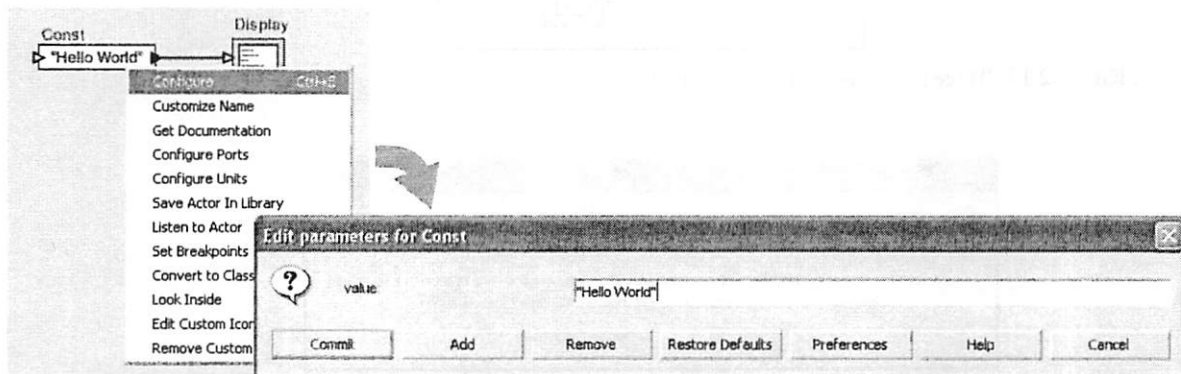 Const
Display
"Hello World"
Configure Ctrl+E
Customize Name
Get Documentation
Configure Ports
Configure Units
Save Actor In Library
Listen to Actor
Set Breakpoints
Convert to Class
Look Inside
Edit Custom Icon
Remove Custom
Edit parameters for Const
value
"Hello World"
Commit Add Remove Restore Defaults Preferences Help Cancel